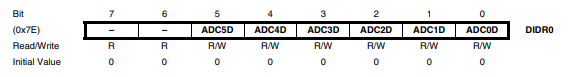 Bit 7 6 5 4 3 2 1 0
(0x7E) – – ADC5D ADC4D ADC3D ADC2D ADC1D ADC0D DIDR0
Read/Write R R R/W R/W R/W R/W R/W R/W
Initial Value 0 0 0 0 0 0 0 0